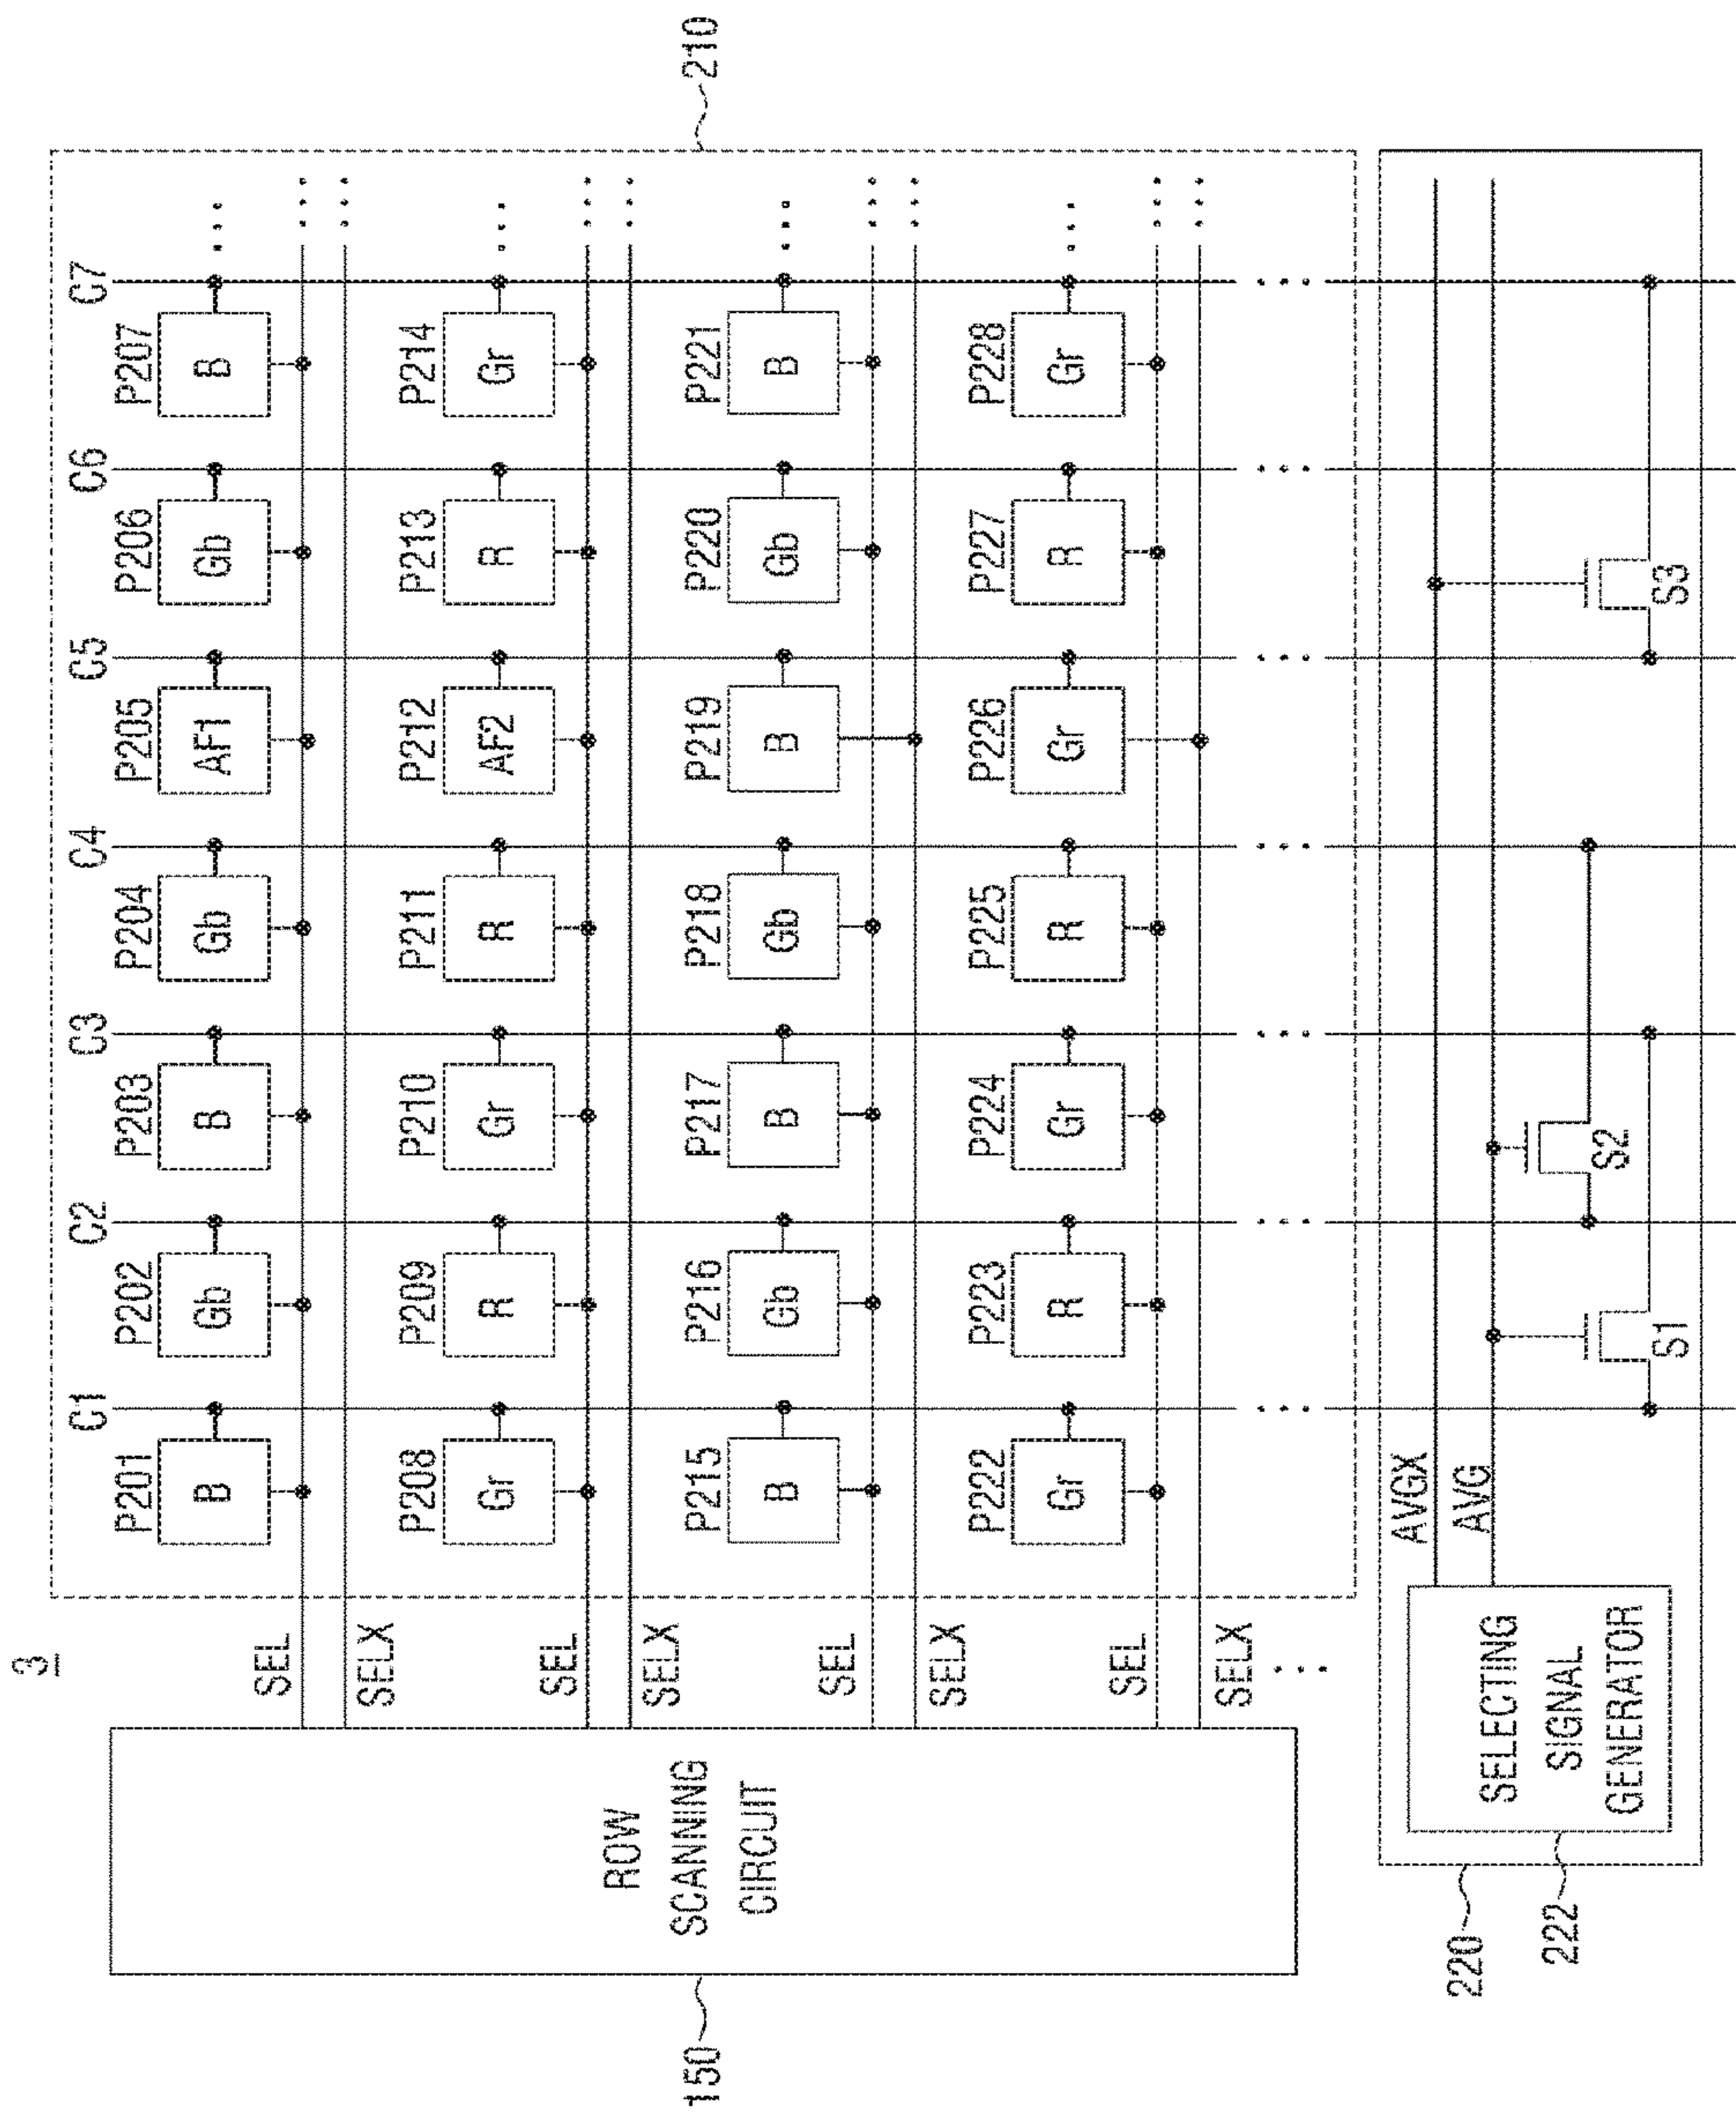 3
C1 C2 C3 C4 C5 C6 C7
P201 P202 P203 P204 P205 P206 P207
B Gb B Gb AF1 Gb B ...
SEL
SELX
P208 P209 P210 P211 P212 P213 P214
Gr R Gr R AF2 R Gr ...
SEL
SELX
P215 P216 P217 P218 P219 P220 P221
B Gb B Gb B Gb B ...
SEL
SELX
P222 P223 P224 P225 P226 P227 P228
Gr R Gr R Gr R Gr ...
SEL
SELX
ROW
SCANNING
CIRCUIT
150
210
AVGX
AVG
SELECTING
SIGNAL
GENERATOR
S1 S2 S3
220
222